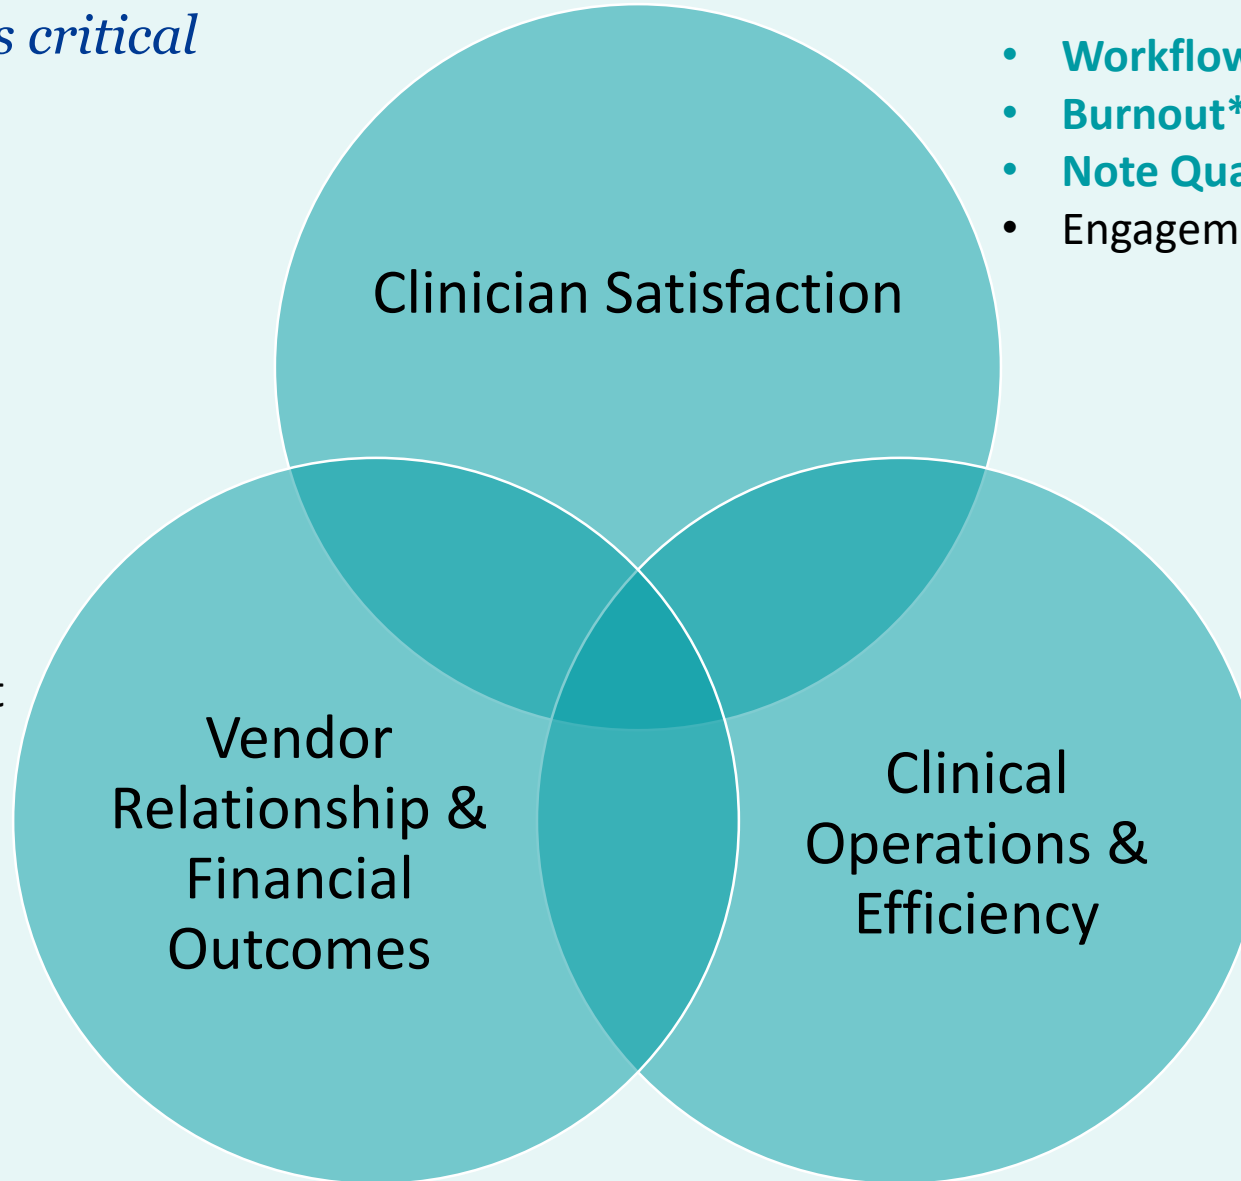 s critical
• Workflow
• Burnout*
• Note Qua
• Engagem
Clinician Satisfaction
t
Vendor
Relationship &
Financial
Outcomes
Clinical
Operations &
Efficiency